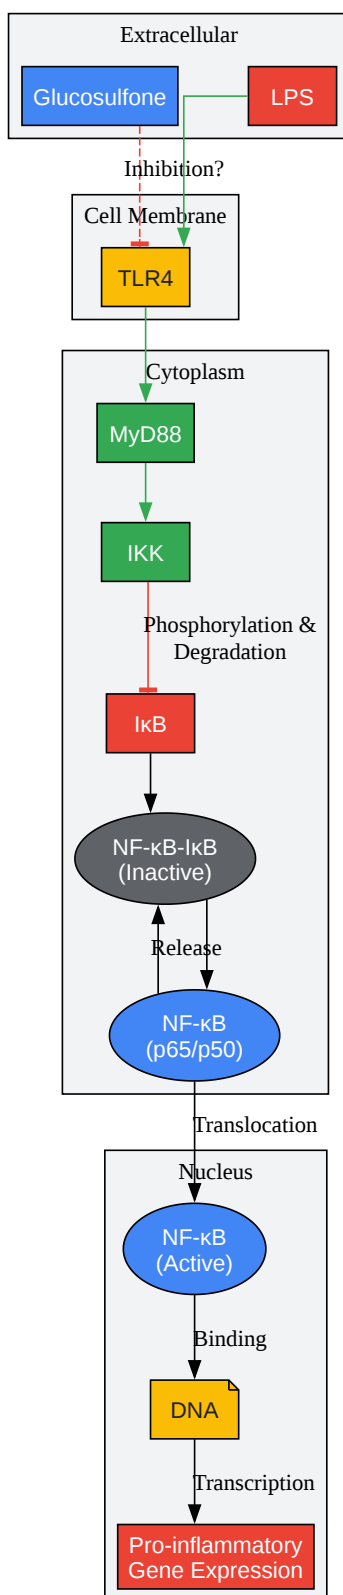 Extracellular
Glucosulfone
LPS
Inhibition?
Cell Membrane
TLR4
Cytoplasm
MyD88
IKK
Phosphorylation &
Degradation
IκB
NF-κB-IκB
(Inactive)
Release
NF-κB
(p65/p50)
Translocation
Nucleus
NF-κB
(Active)
Binding
DNA
Transcription
Pro-inflammatory
Gene Expression